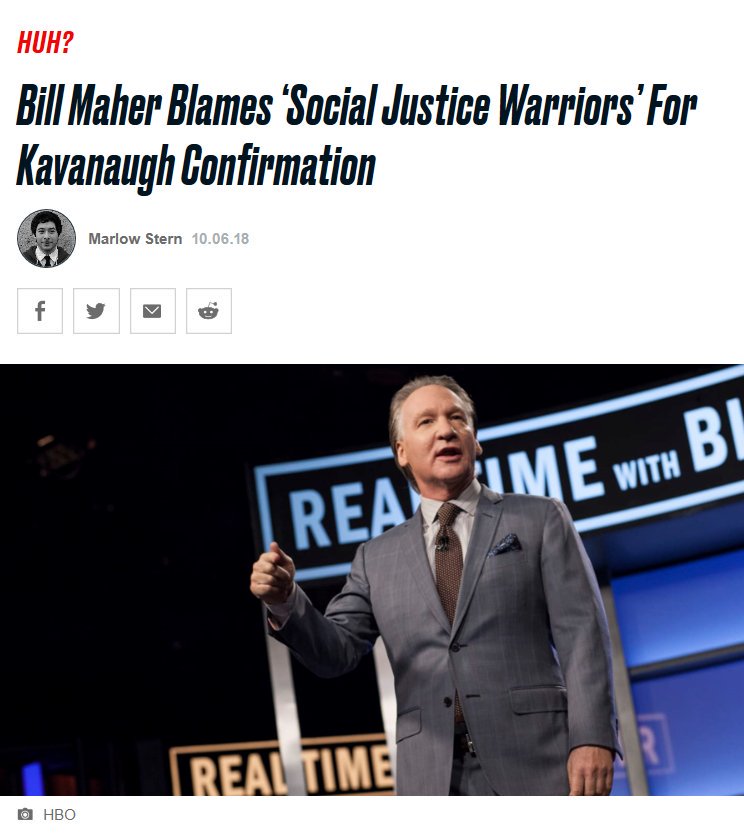 HUH?
Bill Maher Blames ‘Social Justice Warriors’ For
Kavanaugh Confirmation
Marlow Stern 10.06.18
REAL TIME WITH BI
REAL TIME
R
HBO